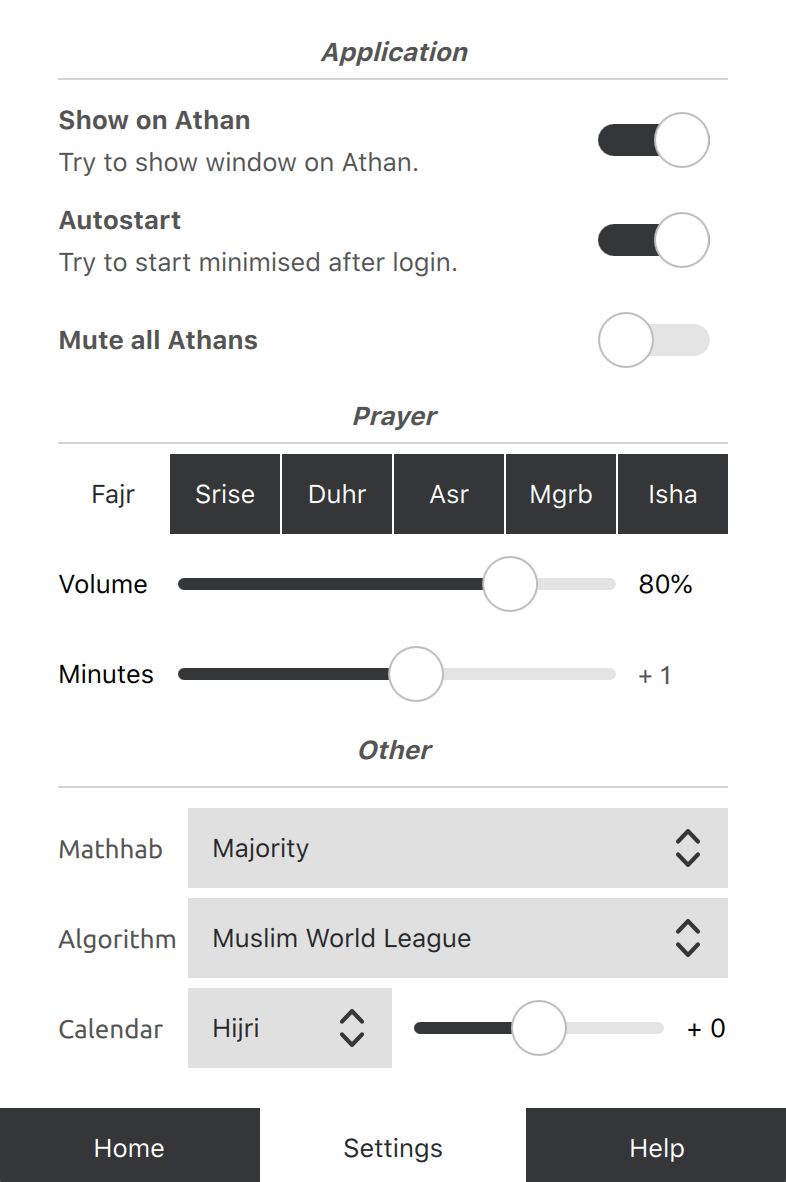 Application
Show on Athan
Try to show window on Athan.
Autostart
Try to start minimised after login.
Mute all Athans
Prayer
Fajr Srise Duhr Asr Mgrb Isha
Volume 80%
Minutes + 1
Other
Mathhab Majority
Algorithm Muslim World League
Calendar Hijri + 0
Home Settings Help